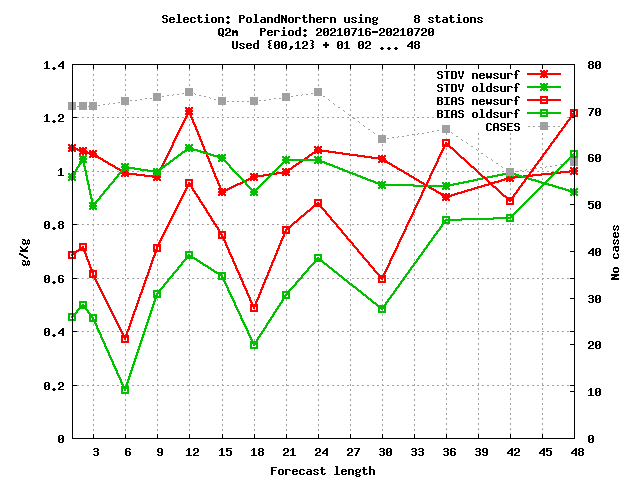 Selection: PolandNorthern using     8 stations
Q2m   Period: 20210716-20210720
Used {00,12} + 01 02 ... 48
STDV newsurf
STDV oldsurf
BIAS newsurf
BIAS oldsurf
CASES
g/Kg
1.4
1.2
1
0.8
0.6
0.4
0.2
0
No cases
80
70
60
50
40
30
20
10
0
3 6 9 12 15 18 21 24 27 30 33 36 39 42 45 48
Forecast length